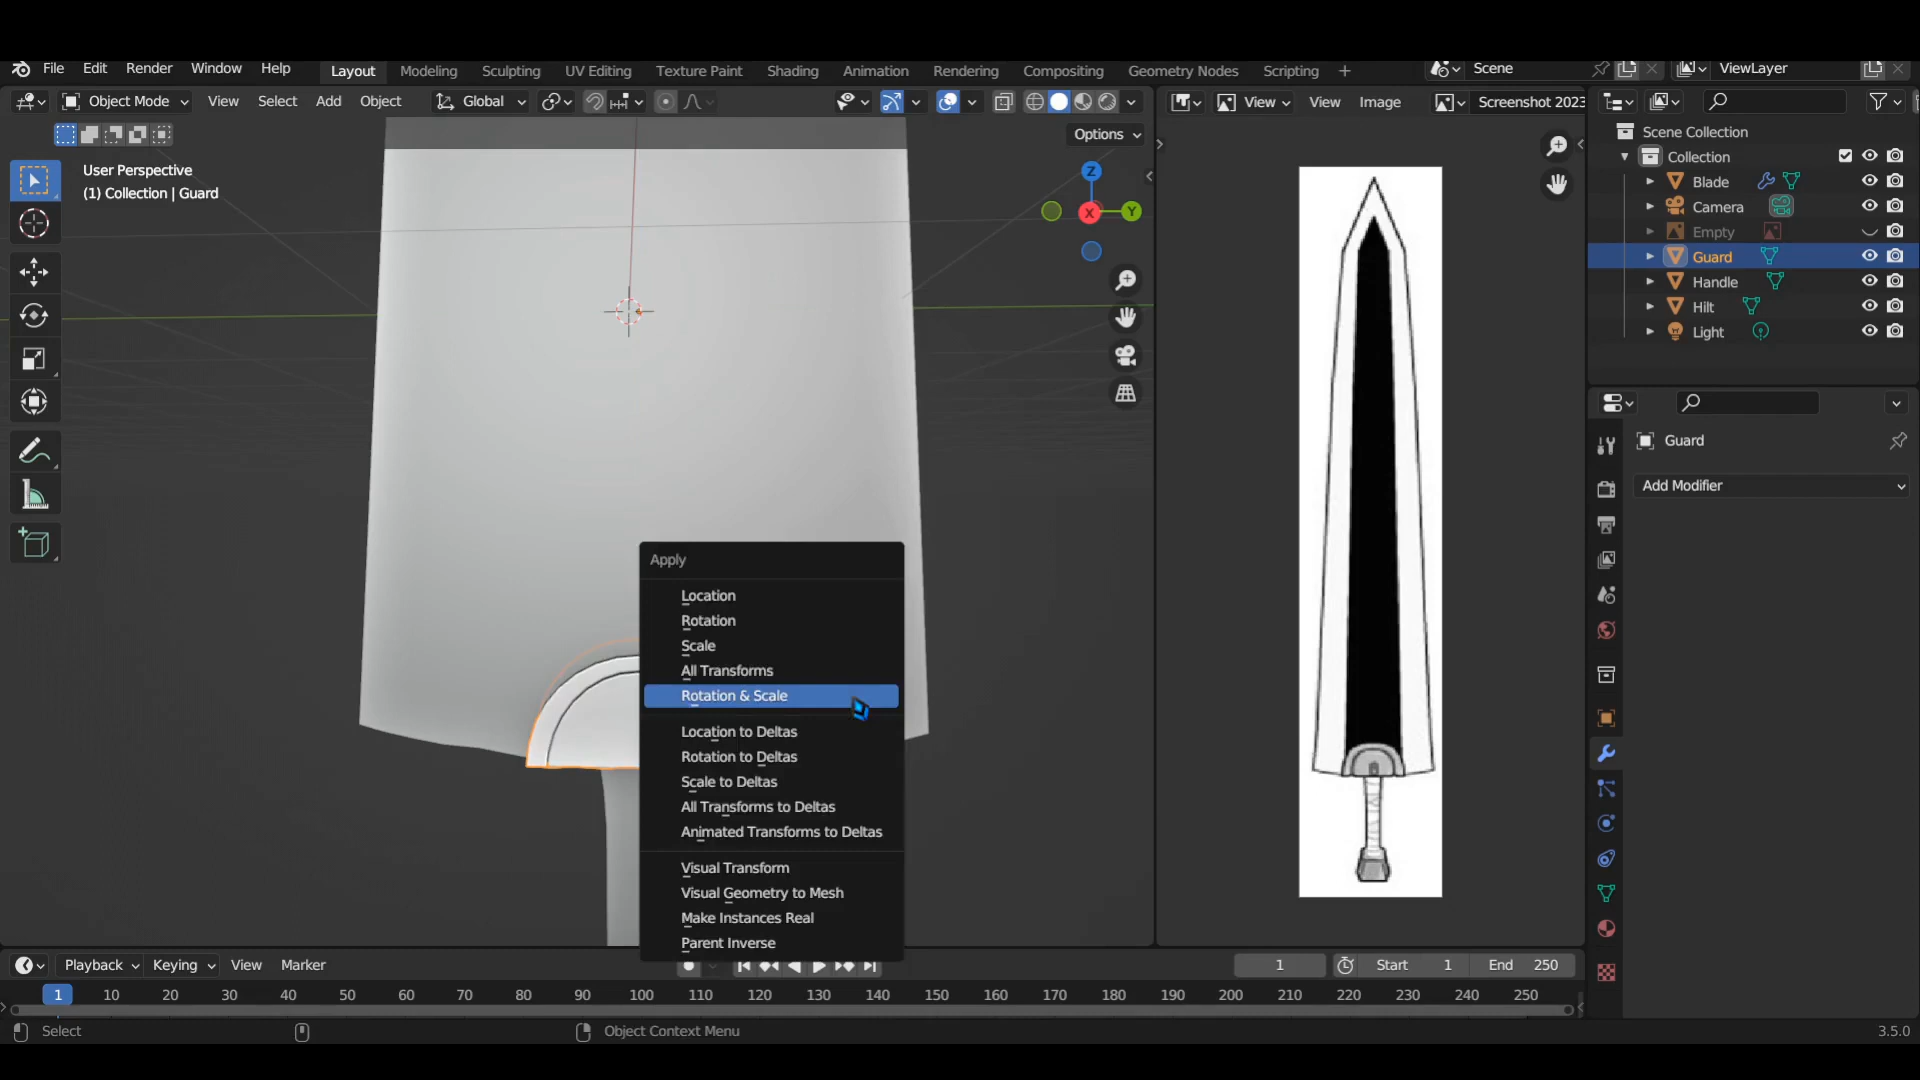 File Edit Render Window Help
Layout Modeling Sculpting UV Editing Texture Paint Shading Animation Rendering Compositing Geometry Nodes Scripting +
Scene
ViewLayer
Object Mode View Select Add Object
Global
View View Image Screenshot 2023
Options
User Perspective
(1) Collection | Guard
Z
X
Y
Scene Collection
Collection
Blade
Camera
Empty
Guard
Handle
Hilt
Light
Guard
Add Modifier
Apply
Location
Rotation
Scale
All Transforms
Rotation & Scale
Location to Deltas
Rotation to Deltas
Scale to Deltas
All Transforms to Deltas
Animated Transforms to Deltas
Visual Transform
Visual Geometry to Mesh
Make Instances Real
Parent Inverse
Playback Keying View Marker
1 Start 1 End 250
1 10 20 30 40 50 60 70 80 90 100 110 120 130 140 150 160 170 180 190 200 210 220 230 240 250
Select Object Context Menu 3.5.0